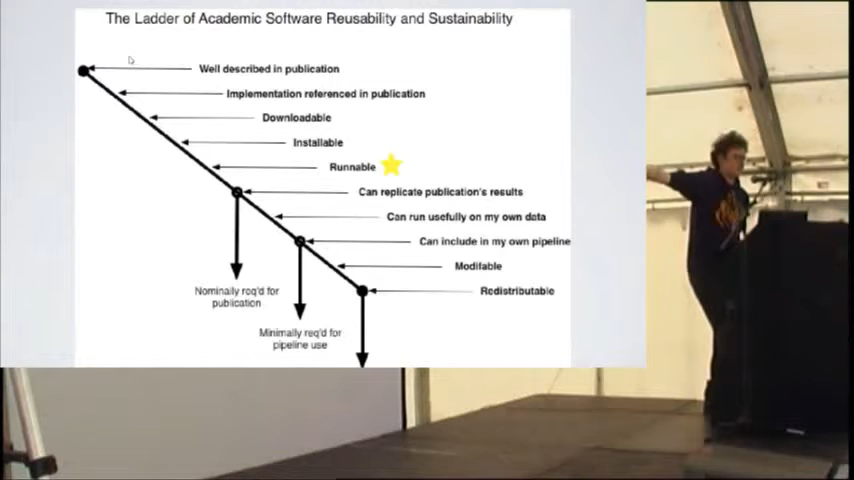 The Ladder of Academic Software Reusability and Sustainability
Well described in publication
Implementation referenced in publication
Downloadable
Installable
Runnable
Can replicate publication's results
Can run usefully on my own data
Can include in my own pipeline
Modifable
Redistributable
Nominally req'd for
publication
Minimally req'd for
pipeline use